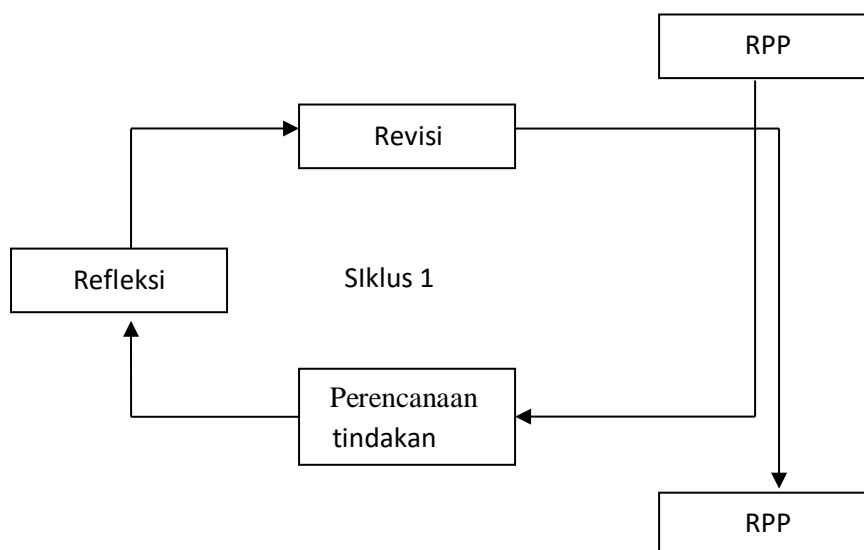 RPP
Revisi
Refleksi
SIklus 1
Perencanaan
tindakan
RPP